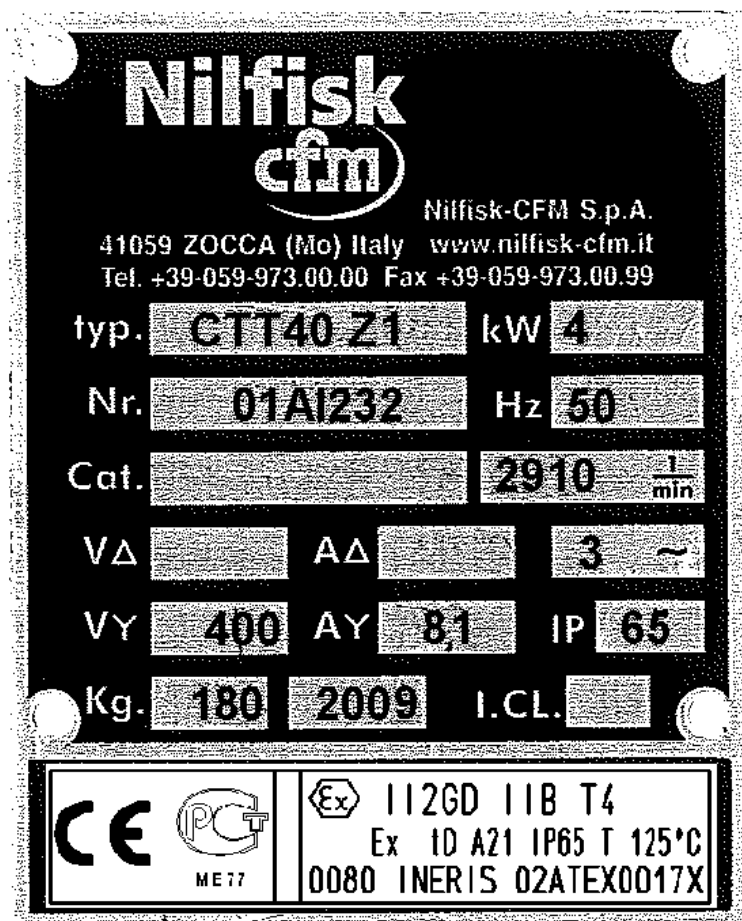 Nilfisk
cfm
Nilfisk-CFM S.p.A.
41059 ZOCCA (Mo) Italy www.nilfisk-cfm.it
Tel. +39-059-973.00.00 Fax +39-059-973.00.99
typ. CTT40 Z1 kW 4
Nr. 01AI232 Hz 50
Cat. 2910 1/min
VΔ AΔ 3 ~
VY 400 AY 8,1 IP 65
Kg. 180 2009 I.CL.
CE PCT Ex II2GD IIB T4
Ex tD A21 IP65 T 125°C
ME77 0080 INERIS 02ATEX0017X